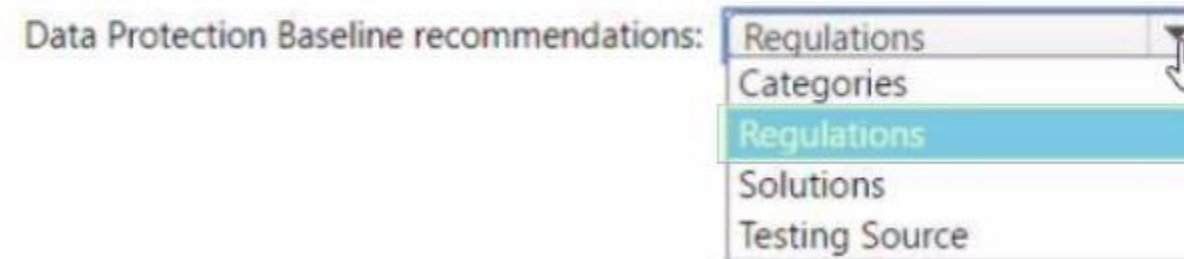 Data Protection Baseline recommendations: Regulations
Categories
Regulations
Solutions
Testing Source